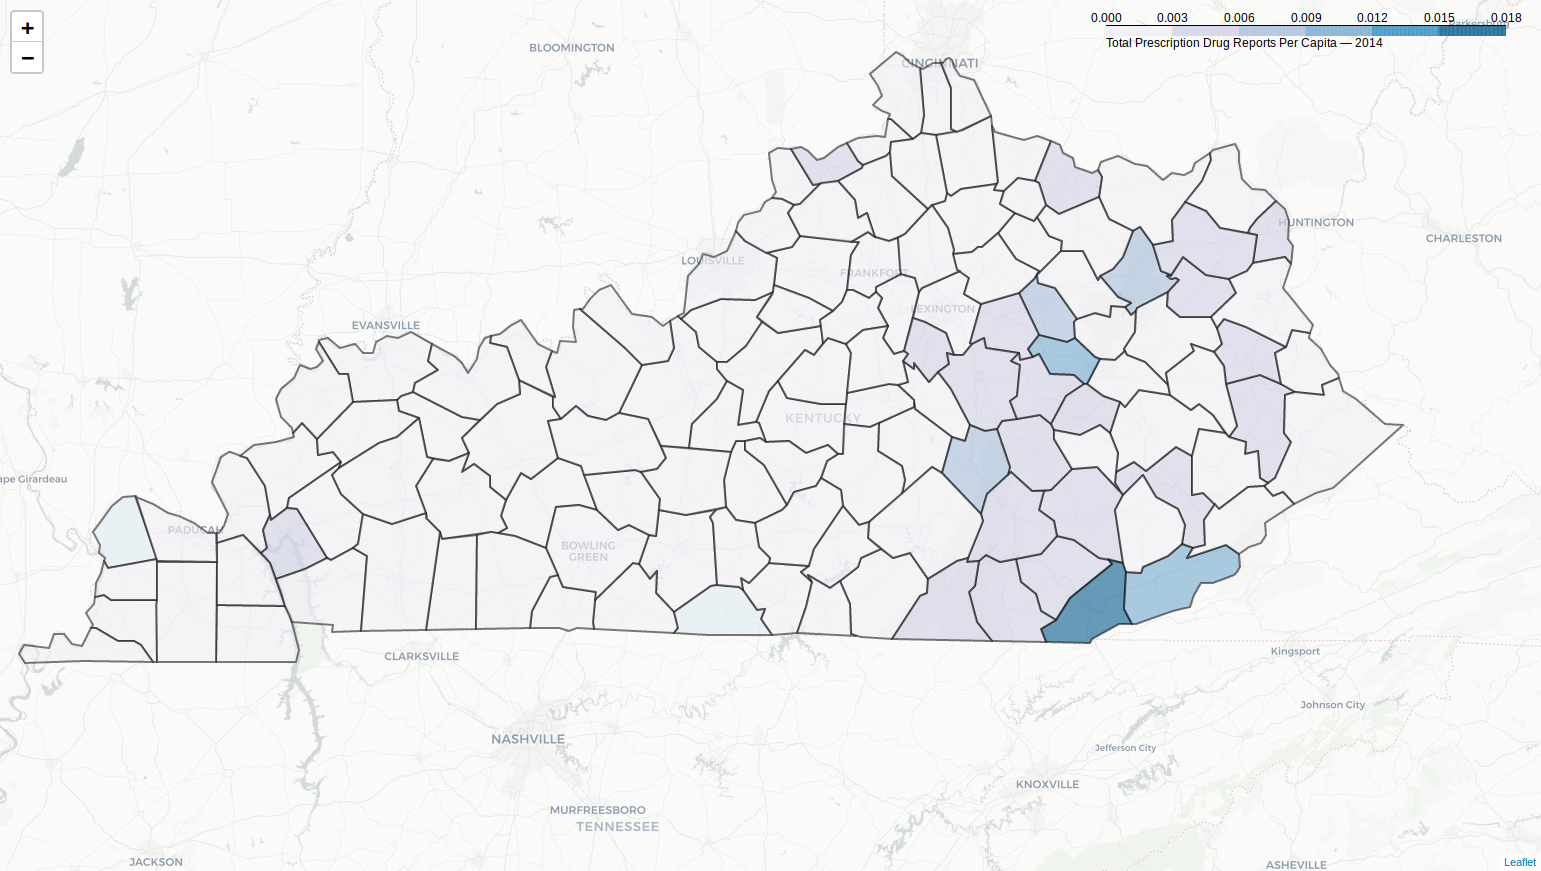 +
−
0.000 0.003 0.006 0.009 0.012 0.015 0.018
Total Prescription Drug Reports Per Capita — 2014
Parkersburg
BLOOMINGTON
CINCINNATI
HUNTINGTON
CHARLESTON
LOUISVILLE
FRANKFORT
LEXINGTON
EVANSVILLE
KENTUCKY
ape Girardeau
PADUCAH
BOWLING
GREEN
CLARKSVILLE
Kingsport
Johnson City
NASHVILLE
Jefferson City
KNOXVILLE
MURFREESBORO
TENNESSEE
JACKSON
ASHEVILLE
Leaflet